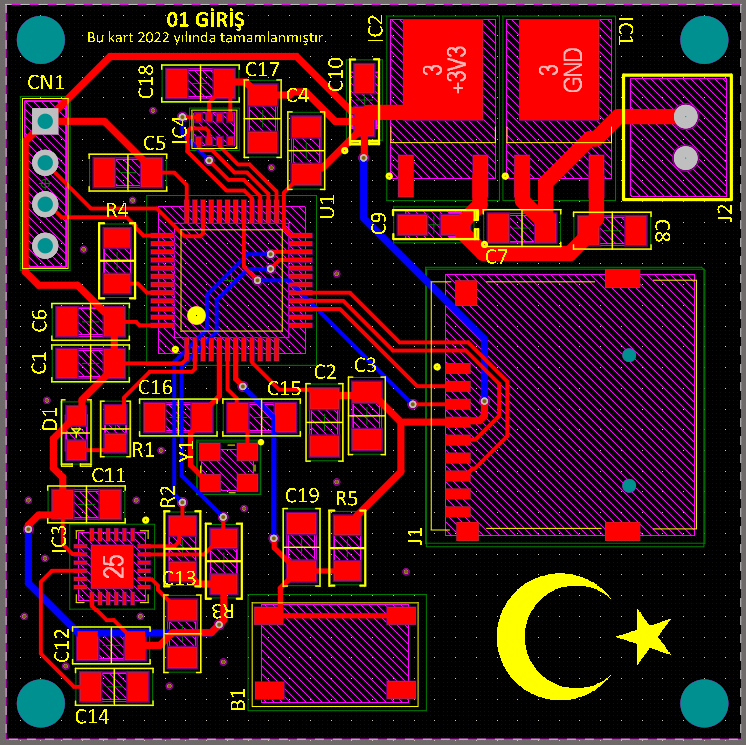 01 GİRİŞ
Bu kart 2022 yılında tamamlanmıştır.
IC2
IC1
CN1
C18
C17
C10
C4
3
+3V3
3
GND
IC4
C5
U1
R4
C9
C7
C8
J2
C6
C1
C16
C15
C2
C3
D1
R1
Y1
C11
R2
C19
R5
J1
IC3
25
C13
R3
C12
B1
C14